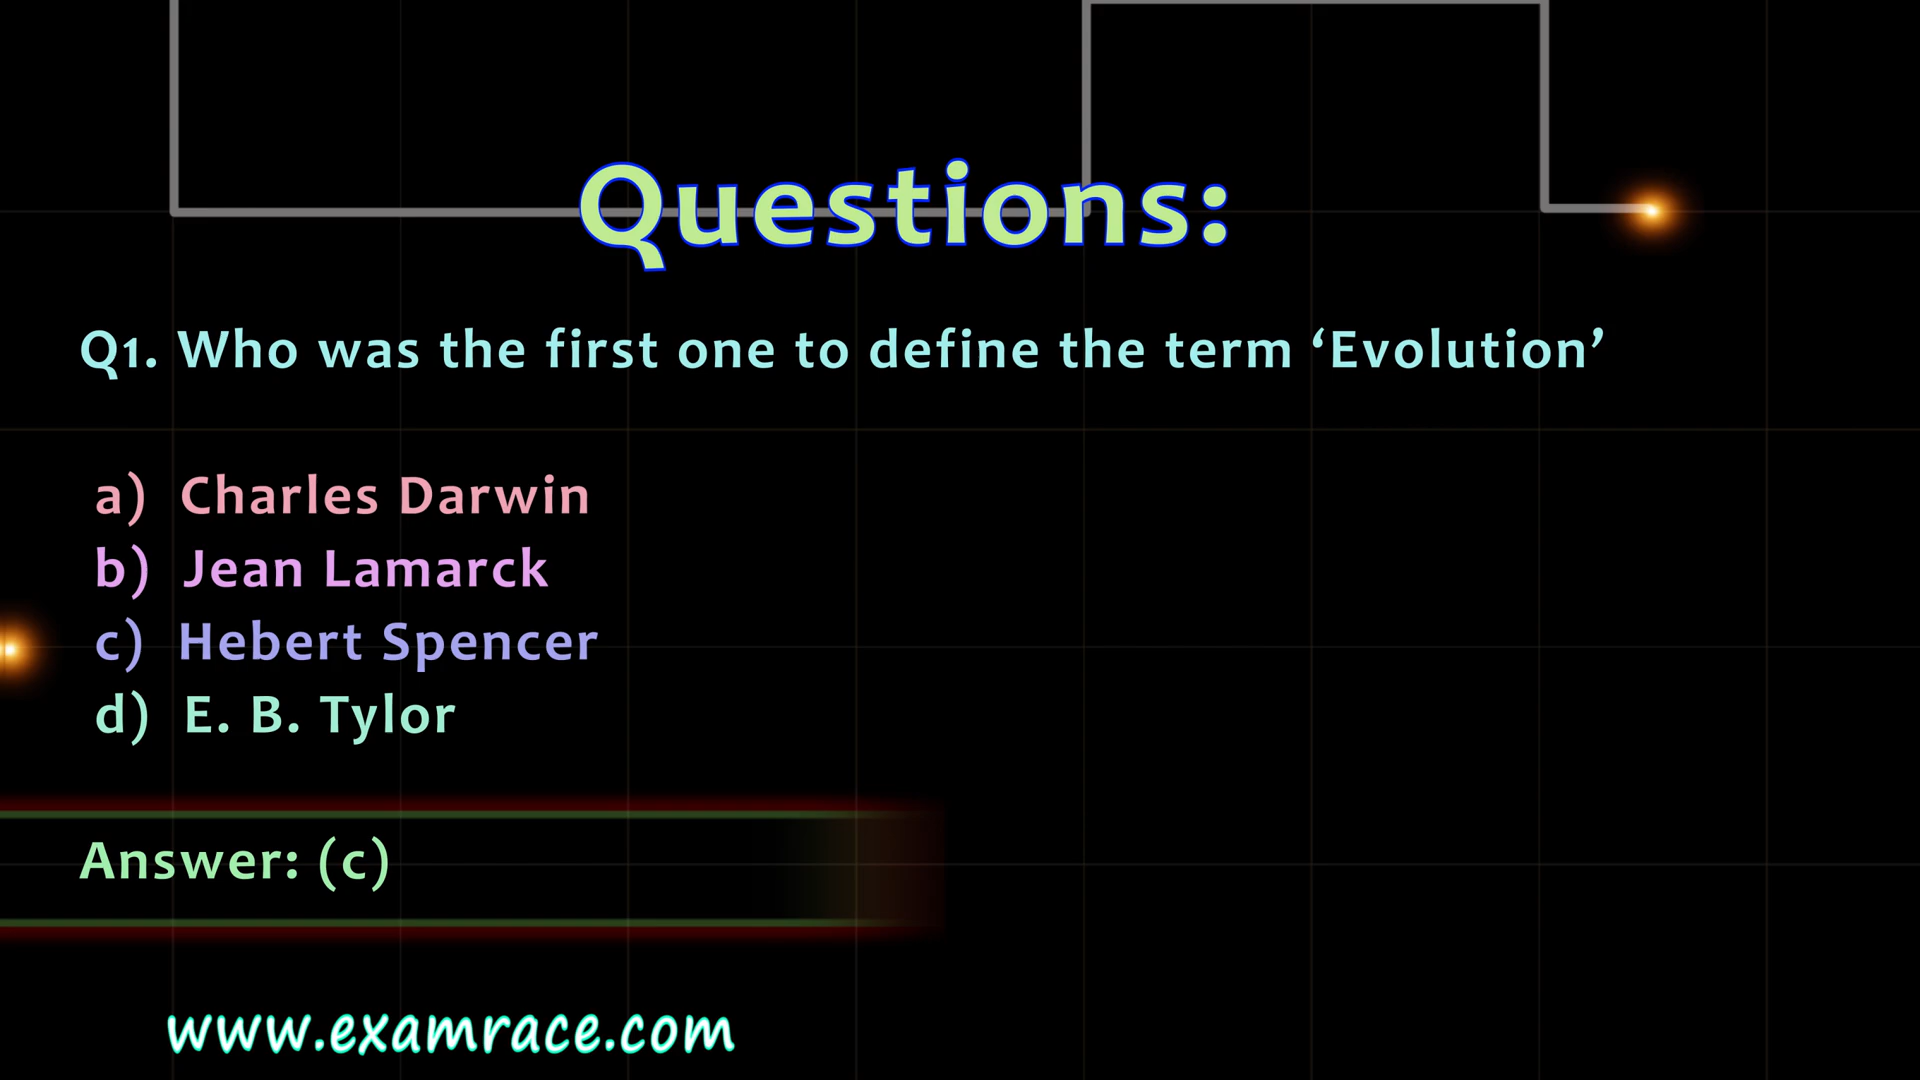 Questions:
Q1. Who was the first one to define the term ‘Evolution’
a) Charles Darwin
b) Jean Lamarck
c) Hebert Spencer
d) E. B. Tylor
Answer: (c)
www.examrace.com